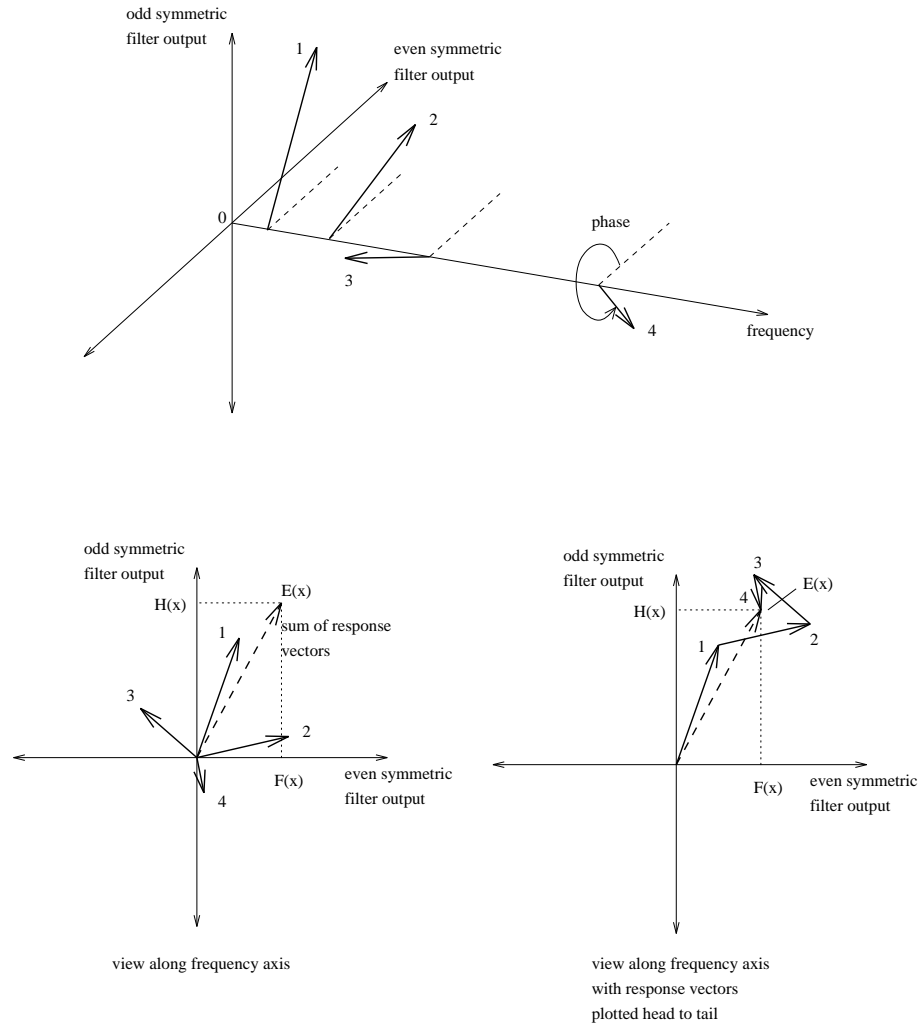 odd symmetric
filter output
1
even symmetric
filter output
2
0
phase
3
4
frequency
odd symmetric
filter output
H(x)
E(x)
1
sum of response
vectors
3
2
4
F(x)
even symmetric
filter output
view along frequency axis
odd symmetric
filter output
3
E(x)
4
H(x)
1
2
F(x)
even symmetric
filter output
view along frequency axis
with response vectors
plotted head to tail